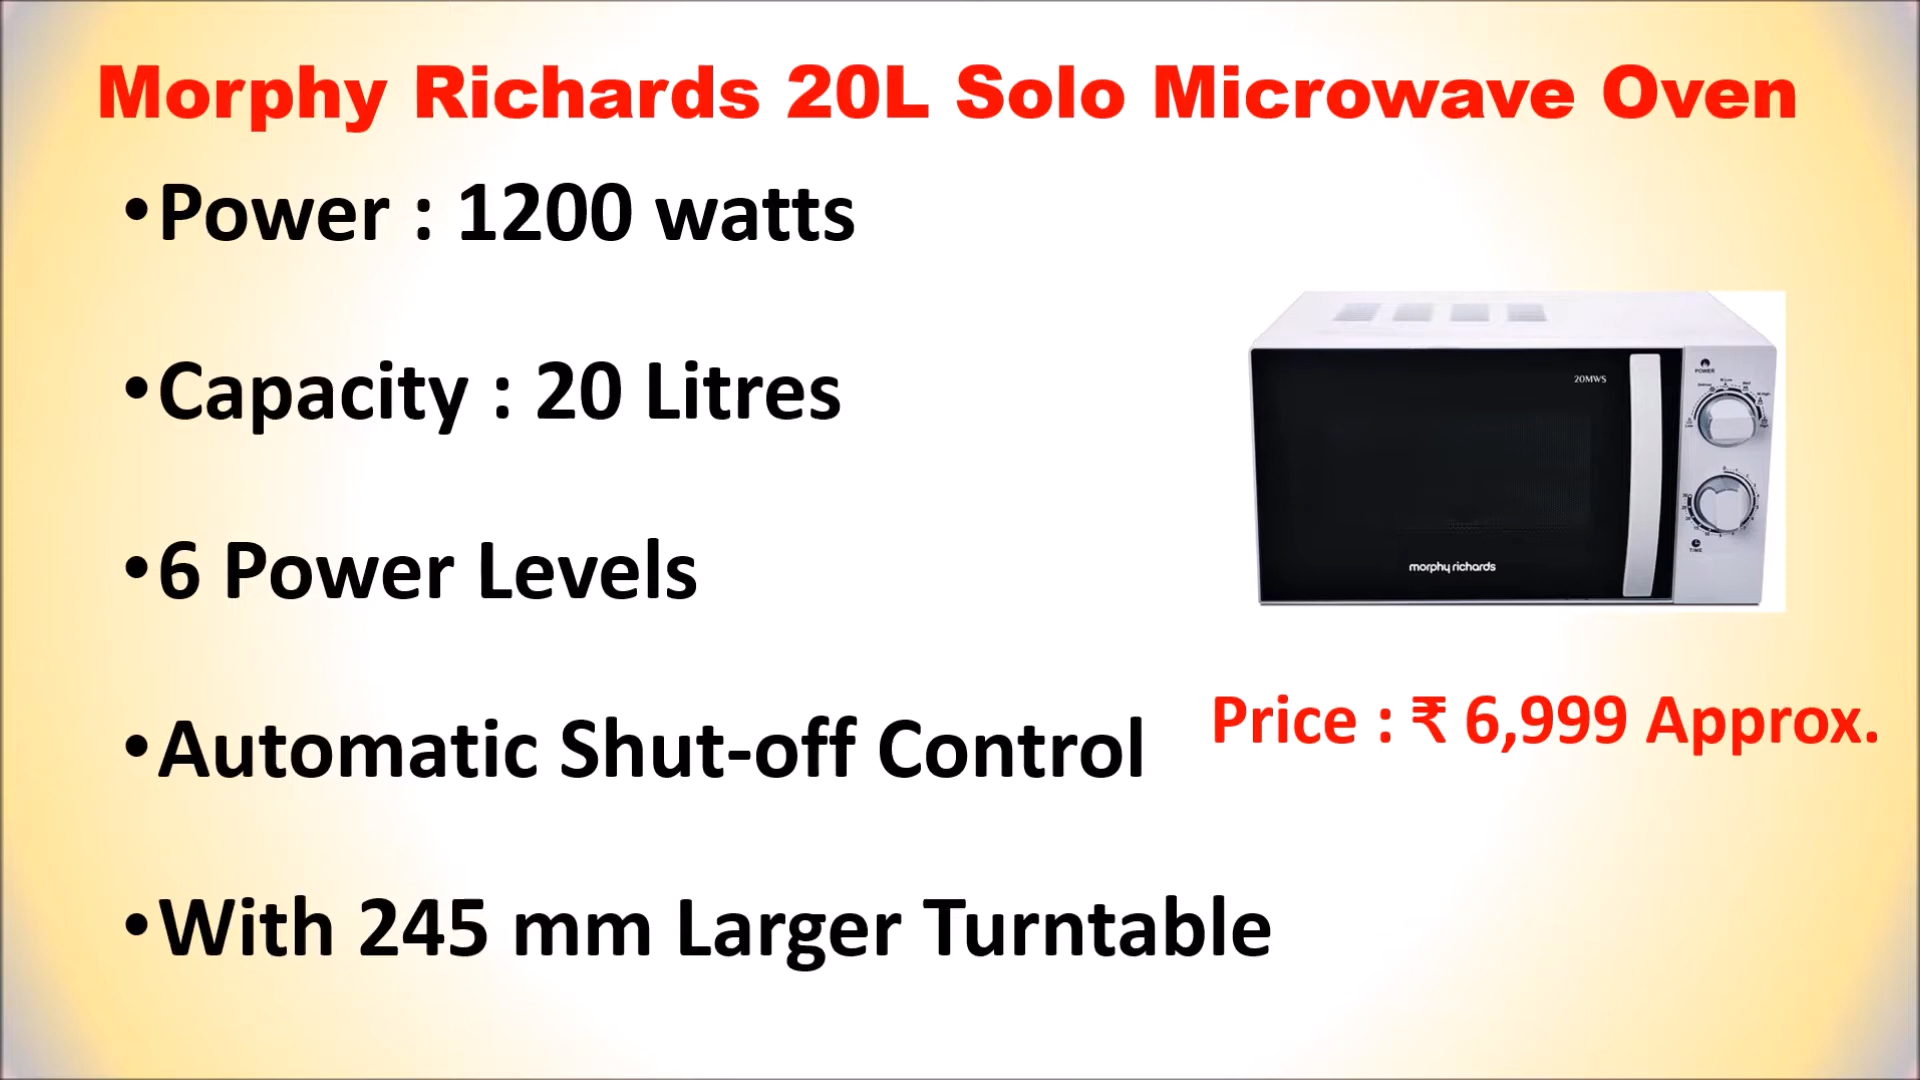 Morphy Richards 20L Solo Microwave Oven
•Power : 1200 watts
•Capacity : 20 Litres
•6 Power Levels
•Automatic Shut-off Control
•With 245 mm Larger Turntable
20MWS
POWER
TIME
morphy richards
Price : ₹ 6,999 Approx.